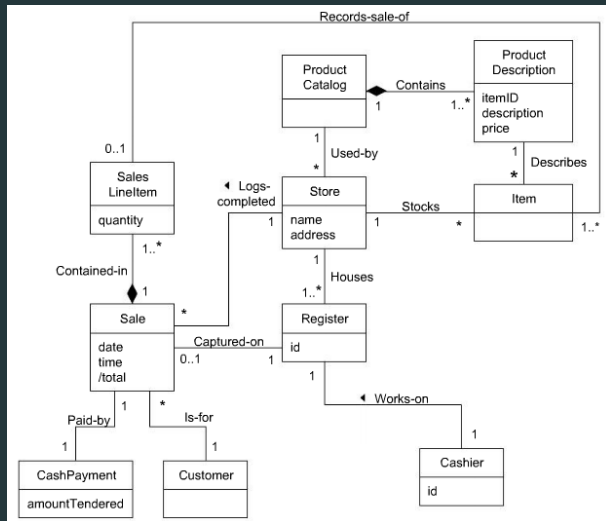 Records-sale-of
Product
Catalog
Contains
1
1..*
Product
Description
itemID
description
price
1
Used-by
*
1
Describes
*
0..1
Sales
LineItem
quantity
1..*
◄ Logs-
completed
1
Store
name
address
Stocks
1
*
Item
1..*
Contained-in
1
1
Houses
1..*
Sale
date
time
/total
*
Captured-on
0..1
1
Register
id
1
◄ Works-on
1
Cashier
id
1
Paid-by
1
*
Is-for
1
CashPayment
amountTendered
Customer